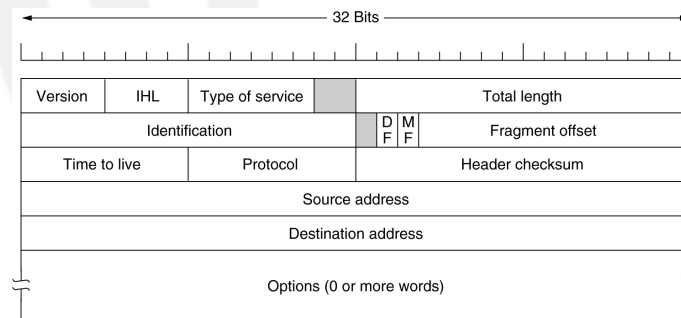 32 Bits
Version IHL Type of service Total length
Identification D F M F Fragment offset
Time to live Protocol Header checksum
Source address
Destination address
Options (0 or more words)